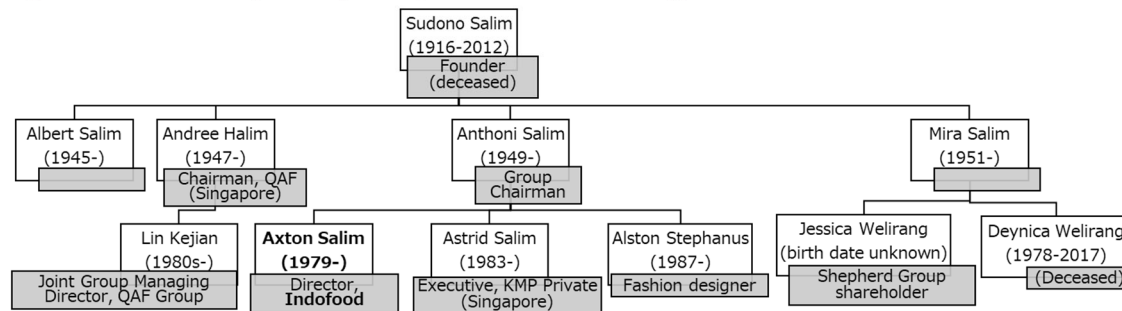 Sudono Salim
(1916-2012)
Founder
(deceased)
Albert Salim
(1945-)
Andree Halim
(1947-)
Chairman, QAF
(Singapore)
Anthoni Salim
(1949-)
Group
Chairman
Mira Salim
(1951-)
Lin Kejian
(1980s-)
Joint Group Managing
Director, QAF Group
Axton Salim
(1979-)
Director,
Indofood
Astrid Salim
(1983-)
Executive, KMP Private
(Singapore)
Alston Stephanus
(1987-)
Fashion designer
Jessica Welirang
(birth date unknown)
Shepherd Group
shareholder
Deynica Welirang
(1978-2017)
(Deceased)